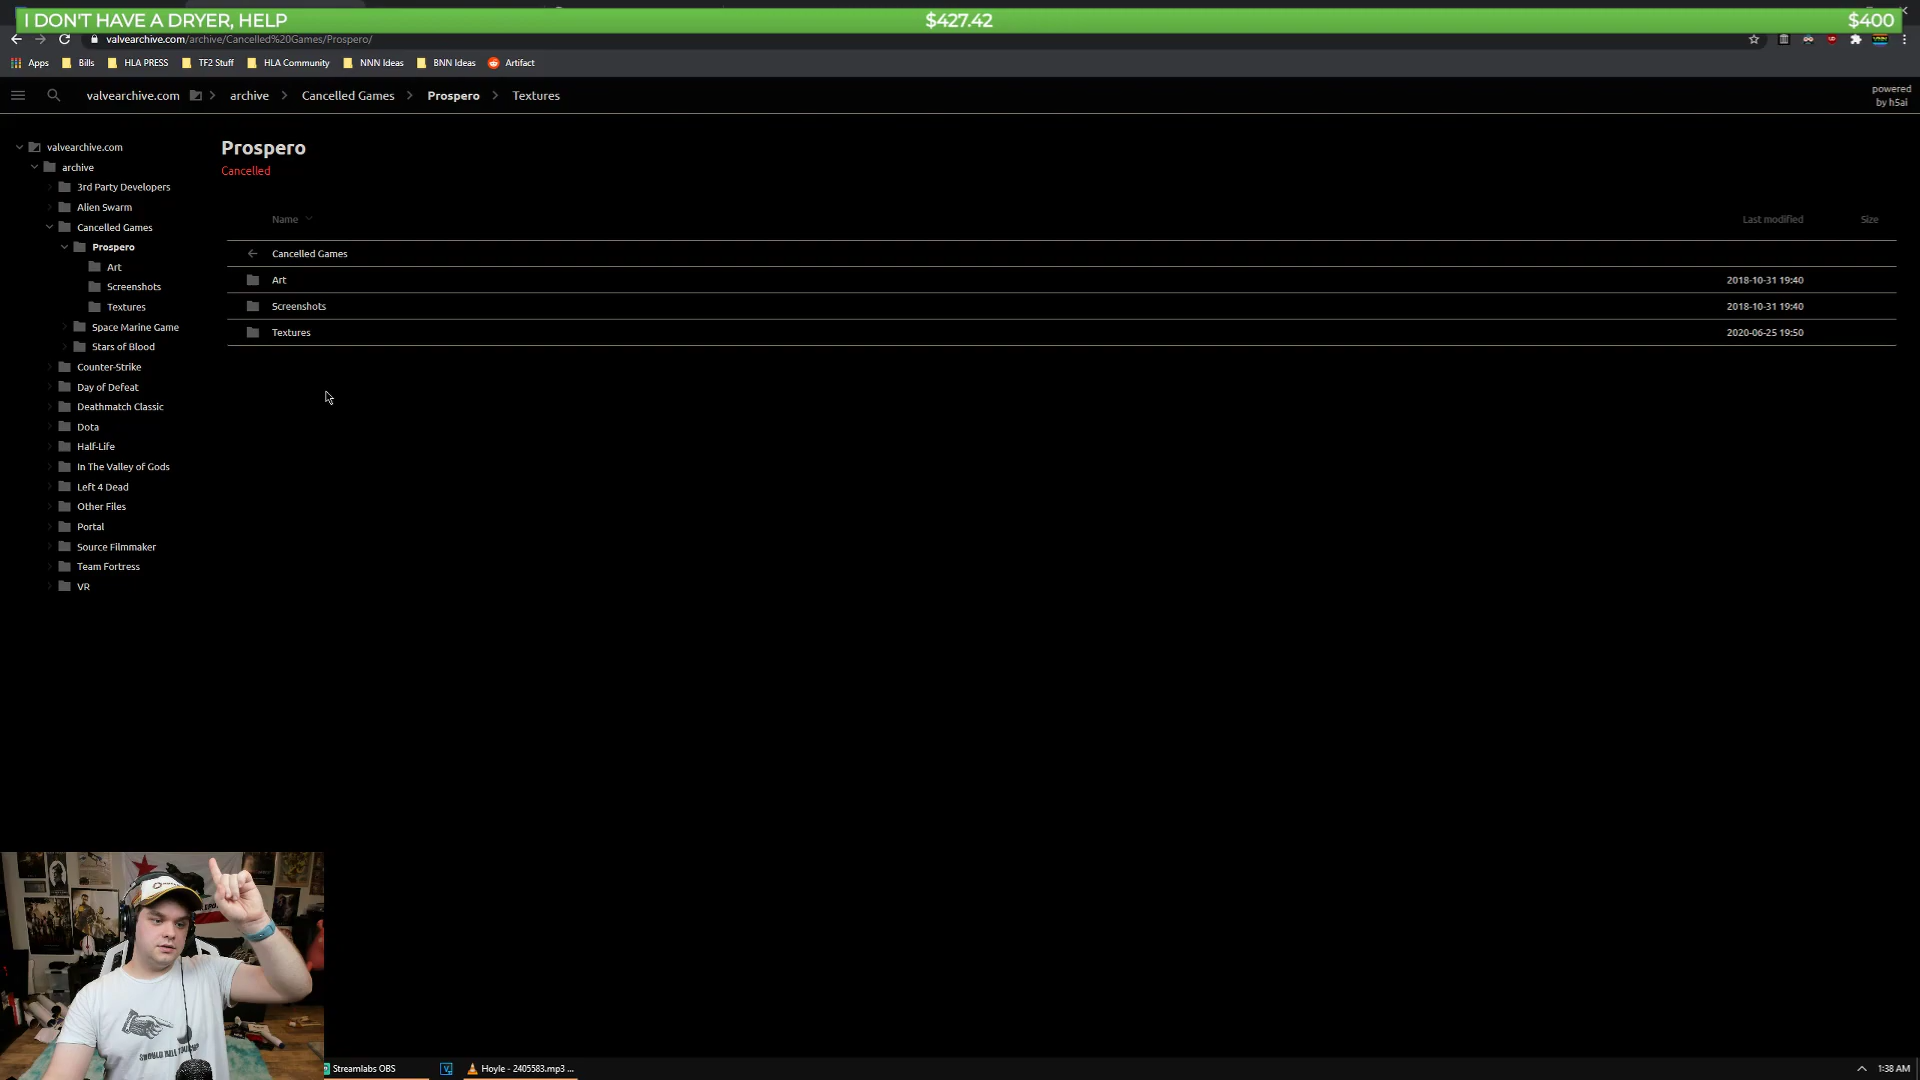 I DON'T HAVE A DRYER, HELP $427.42 $400
valvearchive.com/archive/Cancelled%20Games/Prospero/
Apps Bills HLA PRESS TF2 Stuff HLA Community NNN Ideas BNN Ideas Artifact
valvearchive.com archive Cancelled Games Prospero Textures
powered
by h5ai
valvearchive.com
archive
3rd Party Developers
Alien Swarm
Cancelled Games
Prospero
Art
Screenshots
Textures
Space Marine Game
Stars of Blood
Counter-Strike
Day of Defeat
Deathmatch Classic
Dota
Half-Life
In The Valley of Gods
Left 4 Dead
Other Files
Portal
Source Filmmaker
Team Fortress
VR
Prospero
Cancelled
Name Last modified Size
Cancelled Games
Art 2018-10-31 19:40
Screenshots 2018-10-31 19:40
Textures 2020-06-25 19:50
Streamlabs OBS Hoyle - 2405583.mp3 ... 1:38 AM